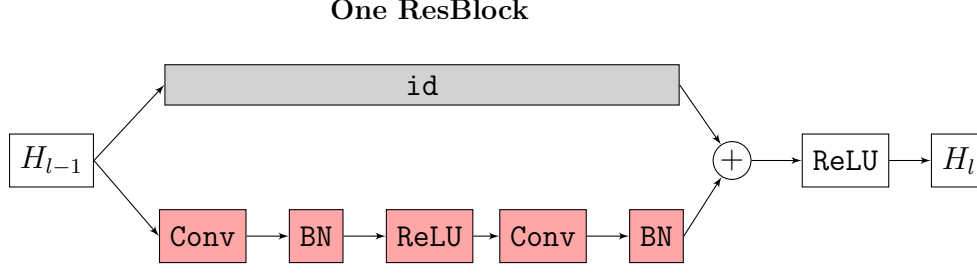 One ResBlock
id
H_{l-1}
+
ReLU
H_l
Conv
BN
ReLU
Conv
BN